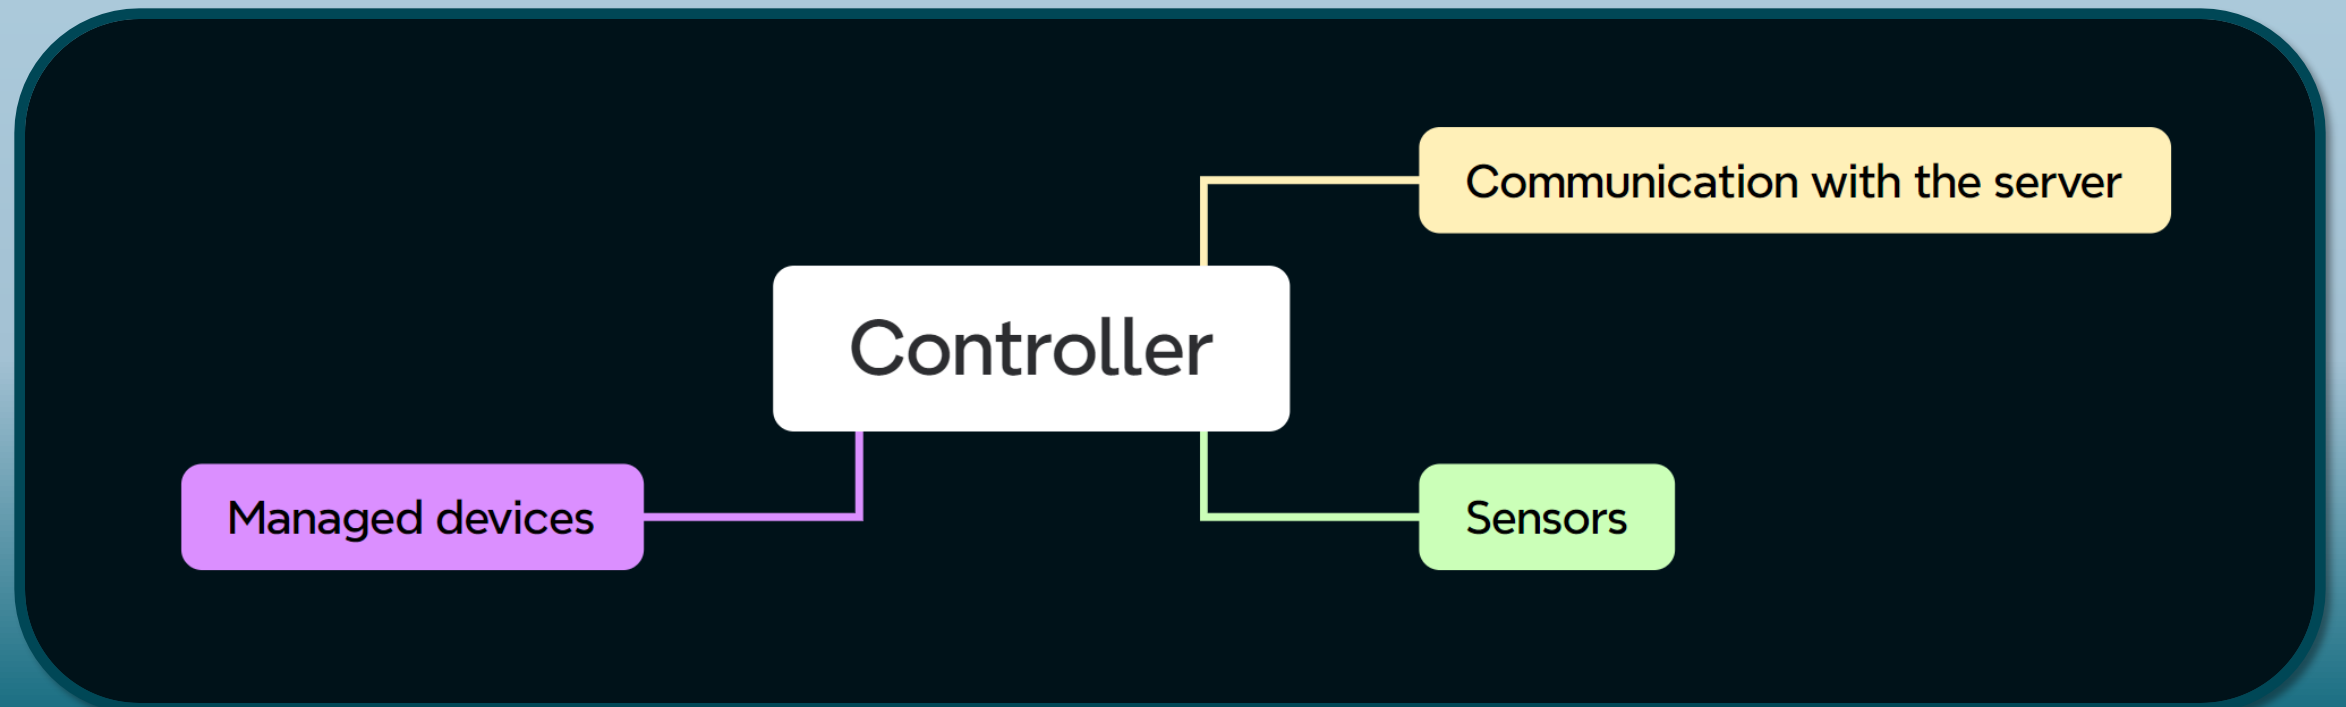 Communication with the server
Controller
Managed devices
Sensors